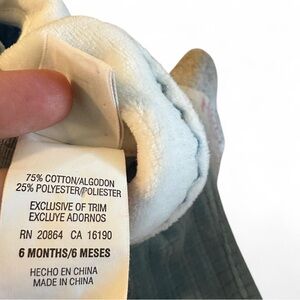 75% COTTON/ALGODON
25% POLYESTER/POLIESTER
EXCLUSIVE OF TRIM
EXCLUYE ADORNOS
RN 20864 CA 16190
6 MONTHS/6 MESES
HECHO EN CHINA
MADE IN CHINA